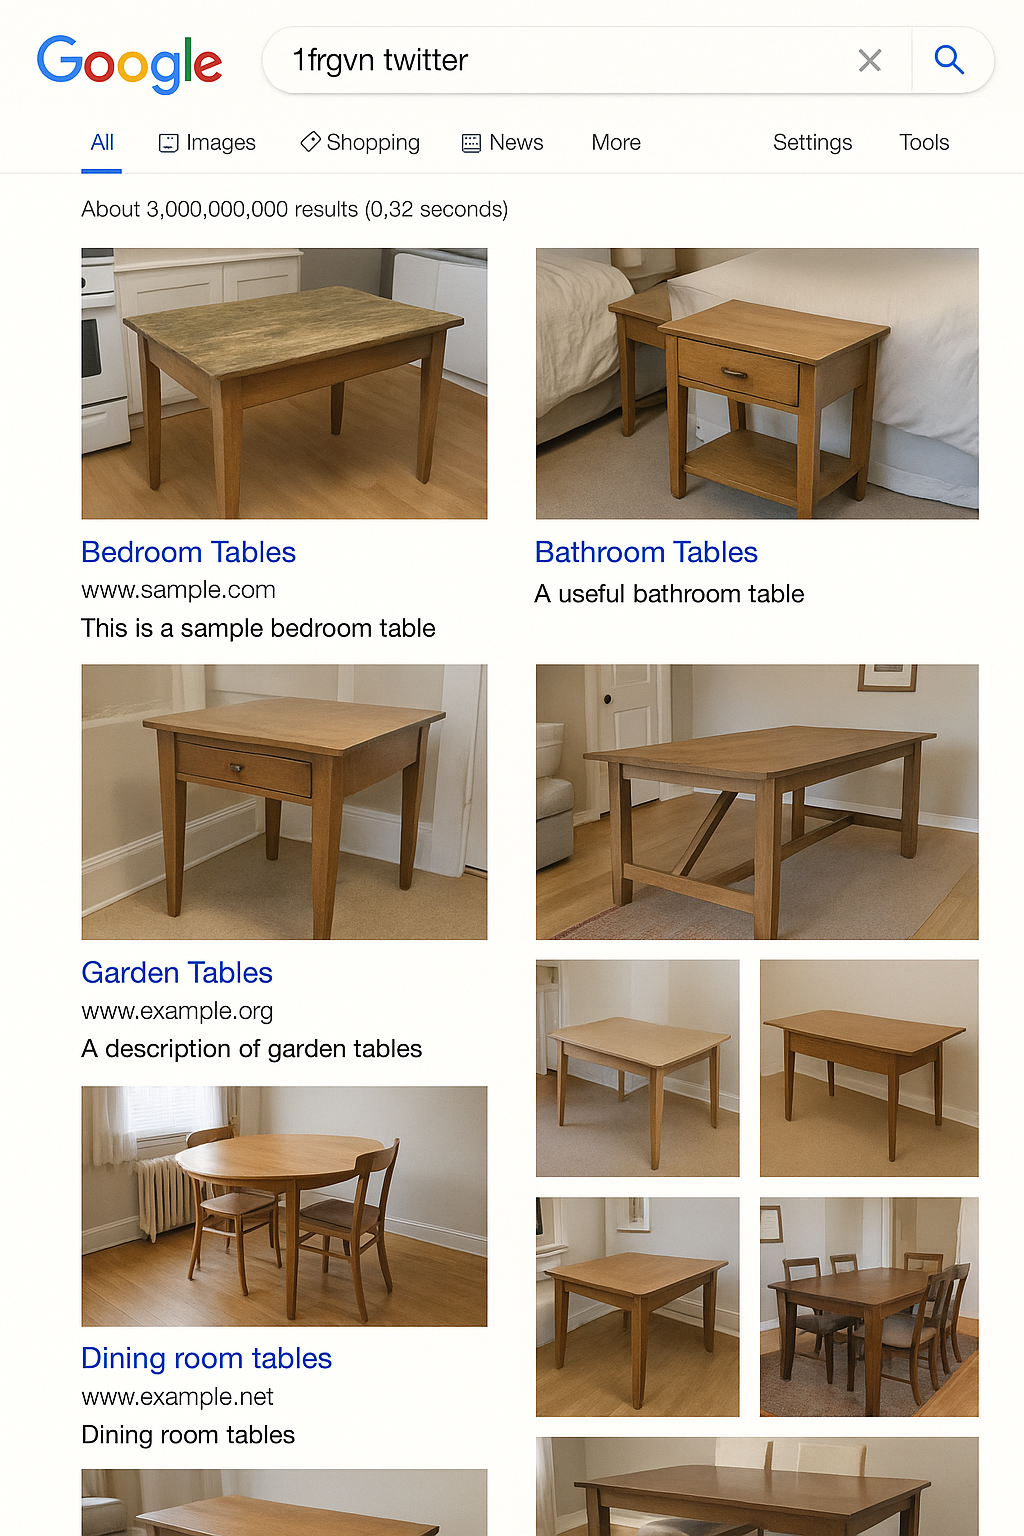 Google
1frgvn twitter
All Images Shopping News More Settings Tools
About 3,000,000,000 results (0,32 seconds)
Bedroom Tables
www.sample.com
This is a sample bedroom table
Bathroom Tables
A useful bathroom table
Garden Tables
www.example.org
A description of garden tables
Dining room tables
www.example.net
Dining room tables